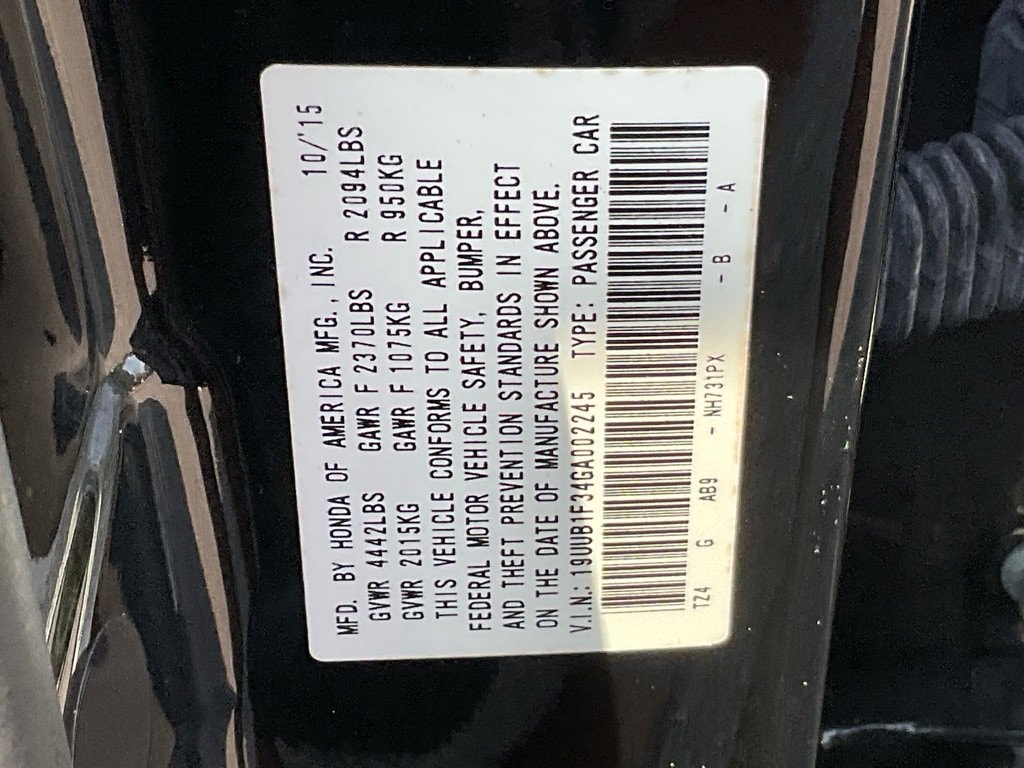 MFD. BY HONDA OF AMERICA MFG., INC. 10/'15
GVWR 4442LBS GAWR F 2370LBS R 2094LBS
GVWR 2015KG GAWR F 1075KG R 950KG
THIS VEHICLE CONFORMS TO ALL APPLICABLE
FEDERAL MOTOR VEHICLE SAFETY, BUMPER,
AND THEFT PREVENTION STANDARDS IN EFFECT
ON THE DATE OF MANUFACTURE SHOWN ABOVE.
V.I.N.: 19UUB1F34GA002245 TYPE: PASSENGER CAR
TZ4 G AB9 - NH731PX - B - A